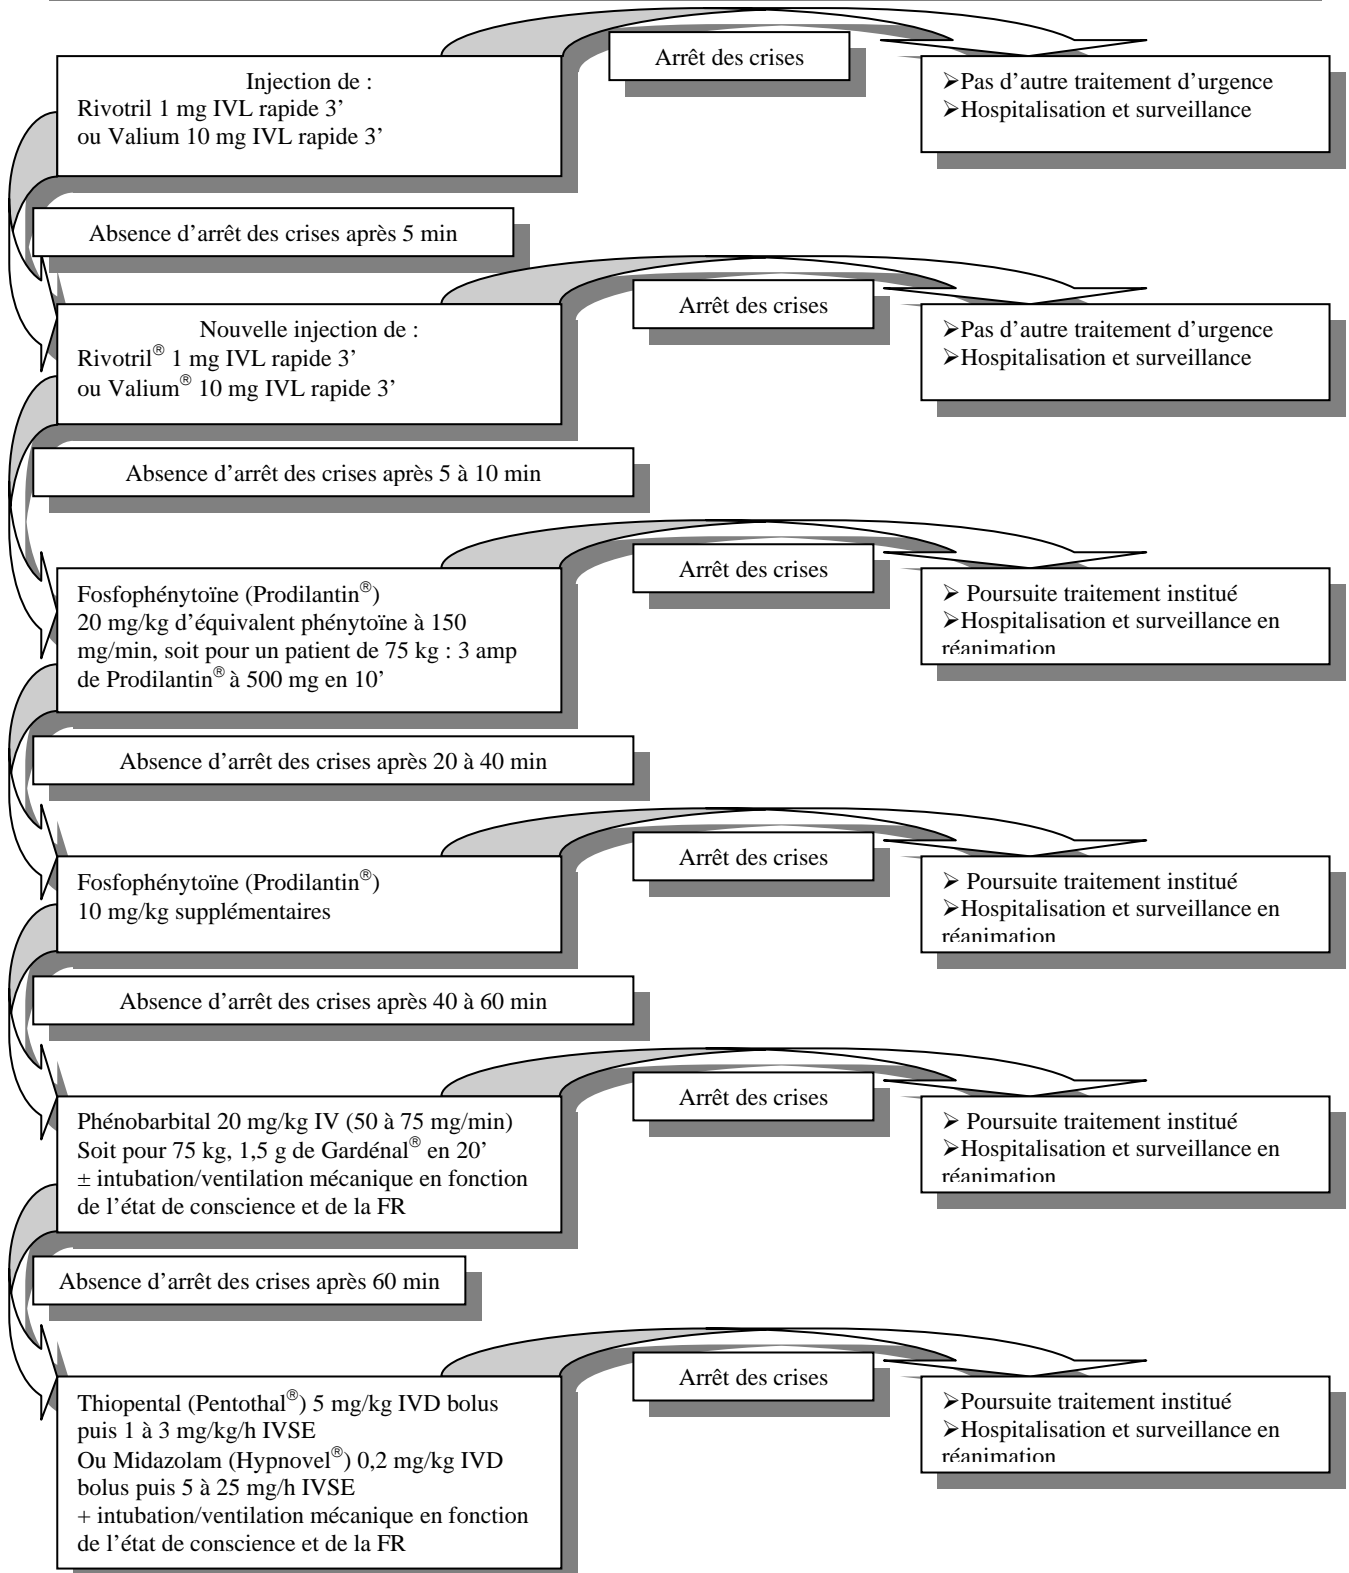 Injection de :
Rivotril 1 mg IVL rapide 3’
ou Valium 10 mg IVL rapide 3’
Arrêt des crises
➢Pas d’autre traitement d’urgence
➢Hospitalisation et surveillance
Absence d’arrêt des crises après 5 min
Nouvelle injection de :
Rivotril® 1 mg IVL rapide 3’
ou Valium® 10 mg IVL rapide 3’
Arrêt des crises
➢Pas d’autre traitement d’urgence
➢Hospitalisation et surveillance
Absence d’arrêt des crises après 5 à 10 min
Fosfophénytoïne (Prodilantin®)
20 mg/kg d’équivalent phénytoïne à 150
mg/min, soit pour un patient de 75 kg : 3 amp
de Prodilantin® à 500 mg en 10’
Arrêt des crises
➢ Poursuite traitement institué
➢Hospitalisation et surveillance en
réanimation
Absence d’arrêt des crises après 20 à 40 min
Fosfophénytoïne (Prodilantin®)
10 mg/kg supplémentaires
Arrêt des crises
➢ Poursuite traitement institué
➢Hospitalisation et surveillance en
réanimation
Absence d’arrêt des crises après 40 à 60 min
Phénobarbital 20 mg/kg IV (50 à 75 mg/min)
Soit pour 75 kg, 1,5 g de Gardénal® en 20’
± intubation/ventilation mécanique en fonction
de l’état de conscience et de la FR
Arrêt des crises
➢ Poursuite traitement institué
➢Hospitalisation et surveillance en
réanimation
Absence d’arrêt des crises après 60 min
Thiopental (Pentothal®) 5 mg/kg IVD bolus
puis 1 à 3 mg/kg/h IVSE
Ou Midazolam (Hypnovel®) 0,2 mg/kg IVD
bolus puis 5 à 25 mg/h IVSE
+ intubation/ventilation mécanique en fonction
de l’état de conscience et de la FR
Arrêt des crises
➢Poursuite traitement institué
➢Hospitalisation et surveillance en
réanimation